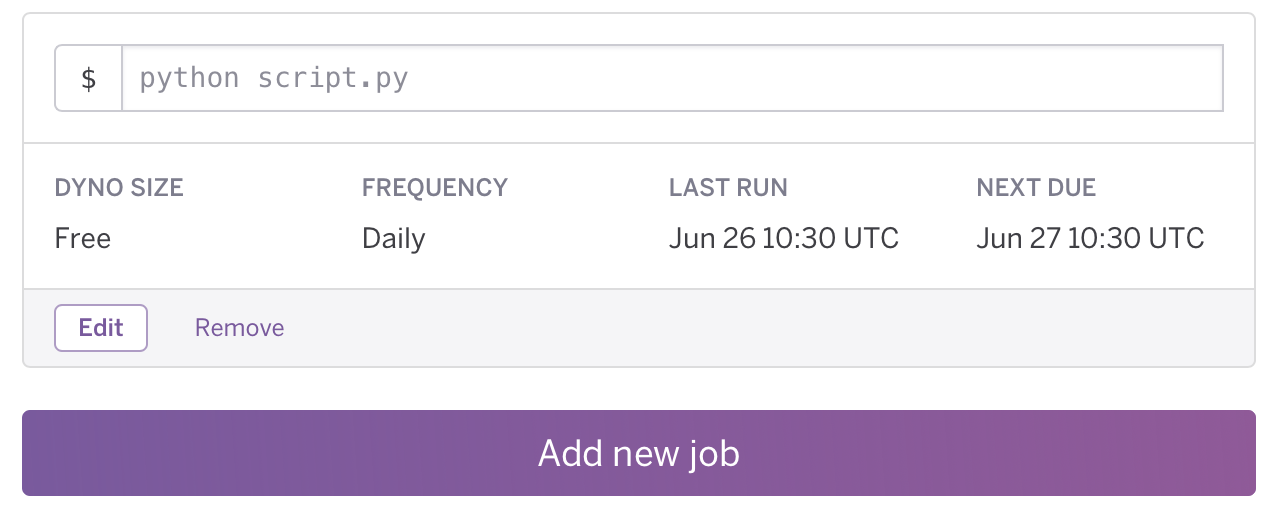 $ python script.py
DYNO SIZE FREQUENCY LAST RUN NEXT DUE
Free Daily Jun 26 10:30 UTC Jun 27 10:30 UTC
Edit Remove
Add new job